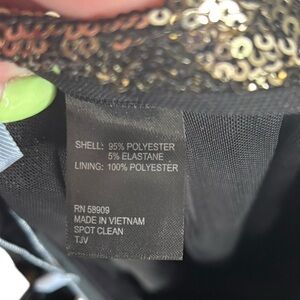 SHELL: 95% POLYESTER
5% ELASTANE
LINING: 100% POLYESTER
RN 58909
MADE IN VIETNAM
SPOT CLEAN
TJV